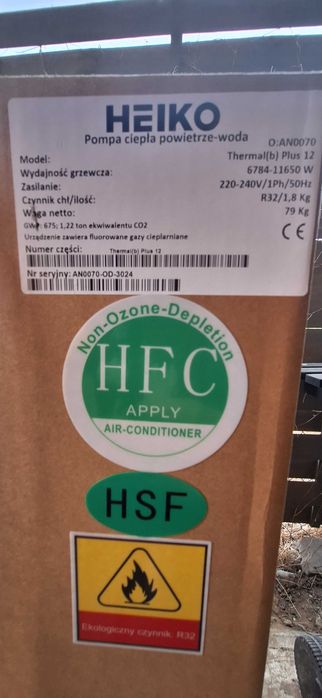 HEIKO
Pompa ciepła powietrze-woda
O:AN0070
Model: Thermal(b) Plus 12
Wydajność grzewcza: 6784-11650 W
Zasilanie: 220-240V/1Ph/50Hz
Czynnik chł/ilość: R32/1,8 Kg
Waga netto: 79 Kg
GWP: 675; 1,22 ton ekwiwalentu CO2
Urządzenie zawiera fluorowane gazy cieplarniane
CE
Numer części: Thermal(b) Plus 12
Nr seryjny: AN0070-OD-3024
Non-Ozone-Depletion
HFC
APPLY
AIR-CONDITIONER
HSF
Ekologiczny czynnik R32